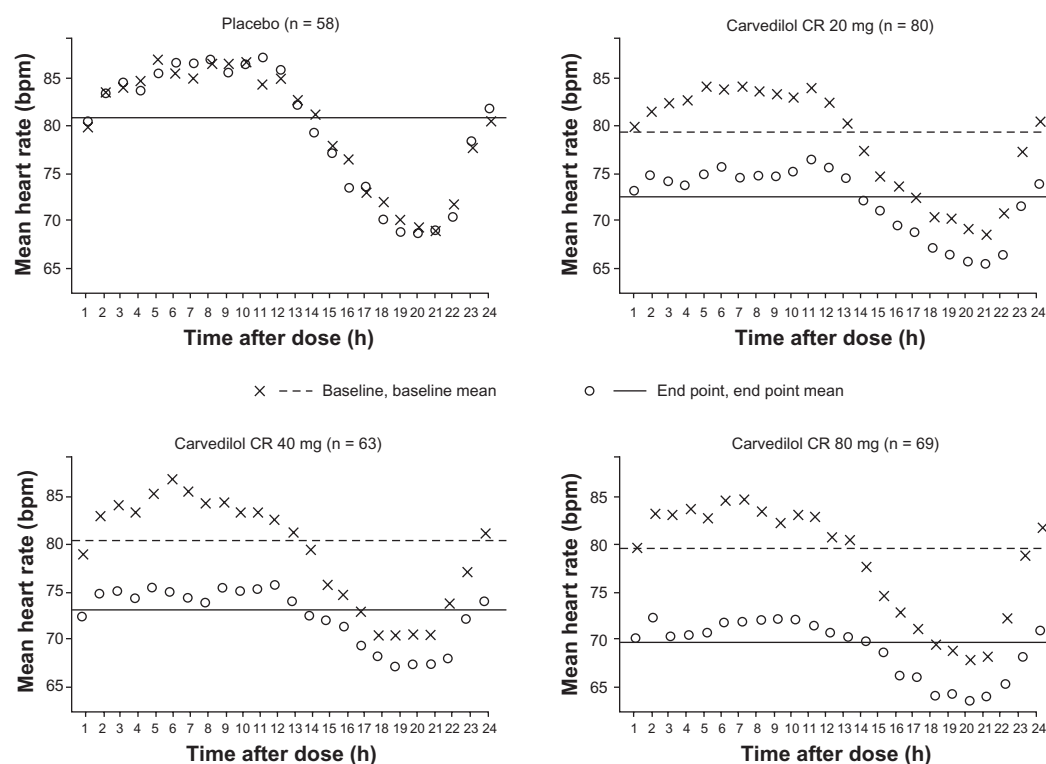 Placebo (n = 58)
Mean heart rate (bpm)
85
80
75
70
65
1 2 3 4 5 6 7 8 9 10 11 12 13 14 15 16 17 18 19 20 21 22 23 24
Time after dose (h)
Carvedilol CR 20 mg (n = 80)
Mean heart rate (bpm)
85
80
75
70
65
1 2 3 4 5 6 7 8 9 10 11 12 13 14 15 16 17 18 19 20 21 22 23 24
Time after dose (h)
Baseline, baseline mean
End point, end point mean
Carvedilol CR 40 mg (n = 63)
Mean heart rate (bpm)
85
80
75
70
65
1 2 3 4 5 6 7 8 9 10 11 12 13 14 15 16 17 18 19 20 21 22 23 24
Time after dose (h)
Carvedilol CR 80 mg (n = 69)
Mean heart rate (bpm)
85
80
75
70
65
1 2 3 4 5 6 7 8 9 10 11 12 13 14 15 16 17 18 19 20 21 22 23 24
Time after dose (h)